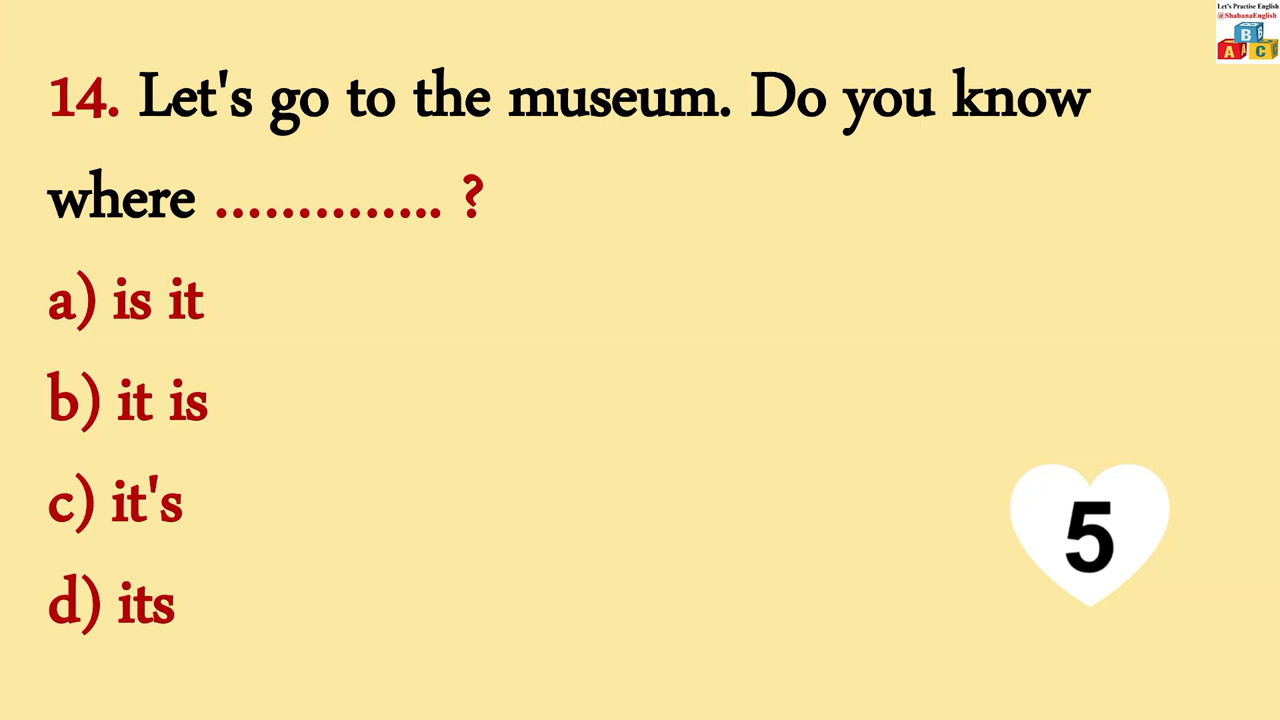 Let's Practise English
@ShabanaEnglish
B
A C
14. Let's go to the museum. Do you know
where .............. ?
a) is it
b) it is
c) it's
d) its
5